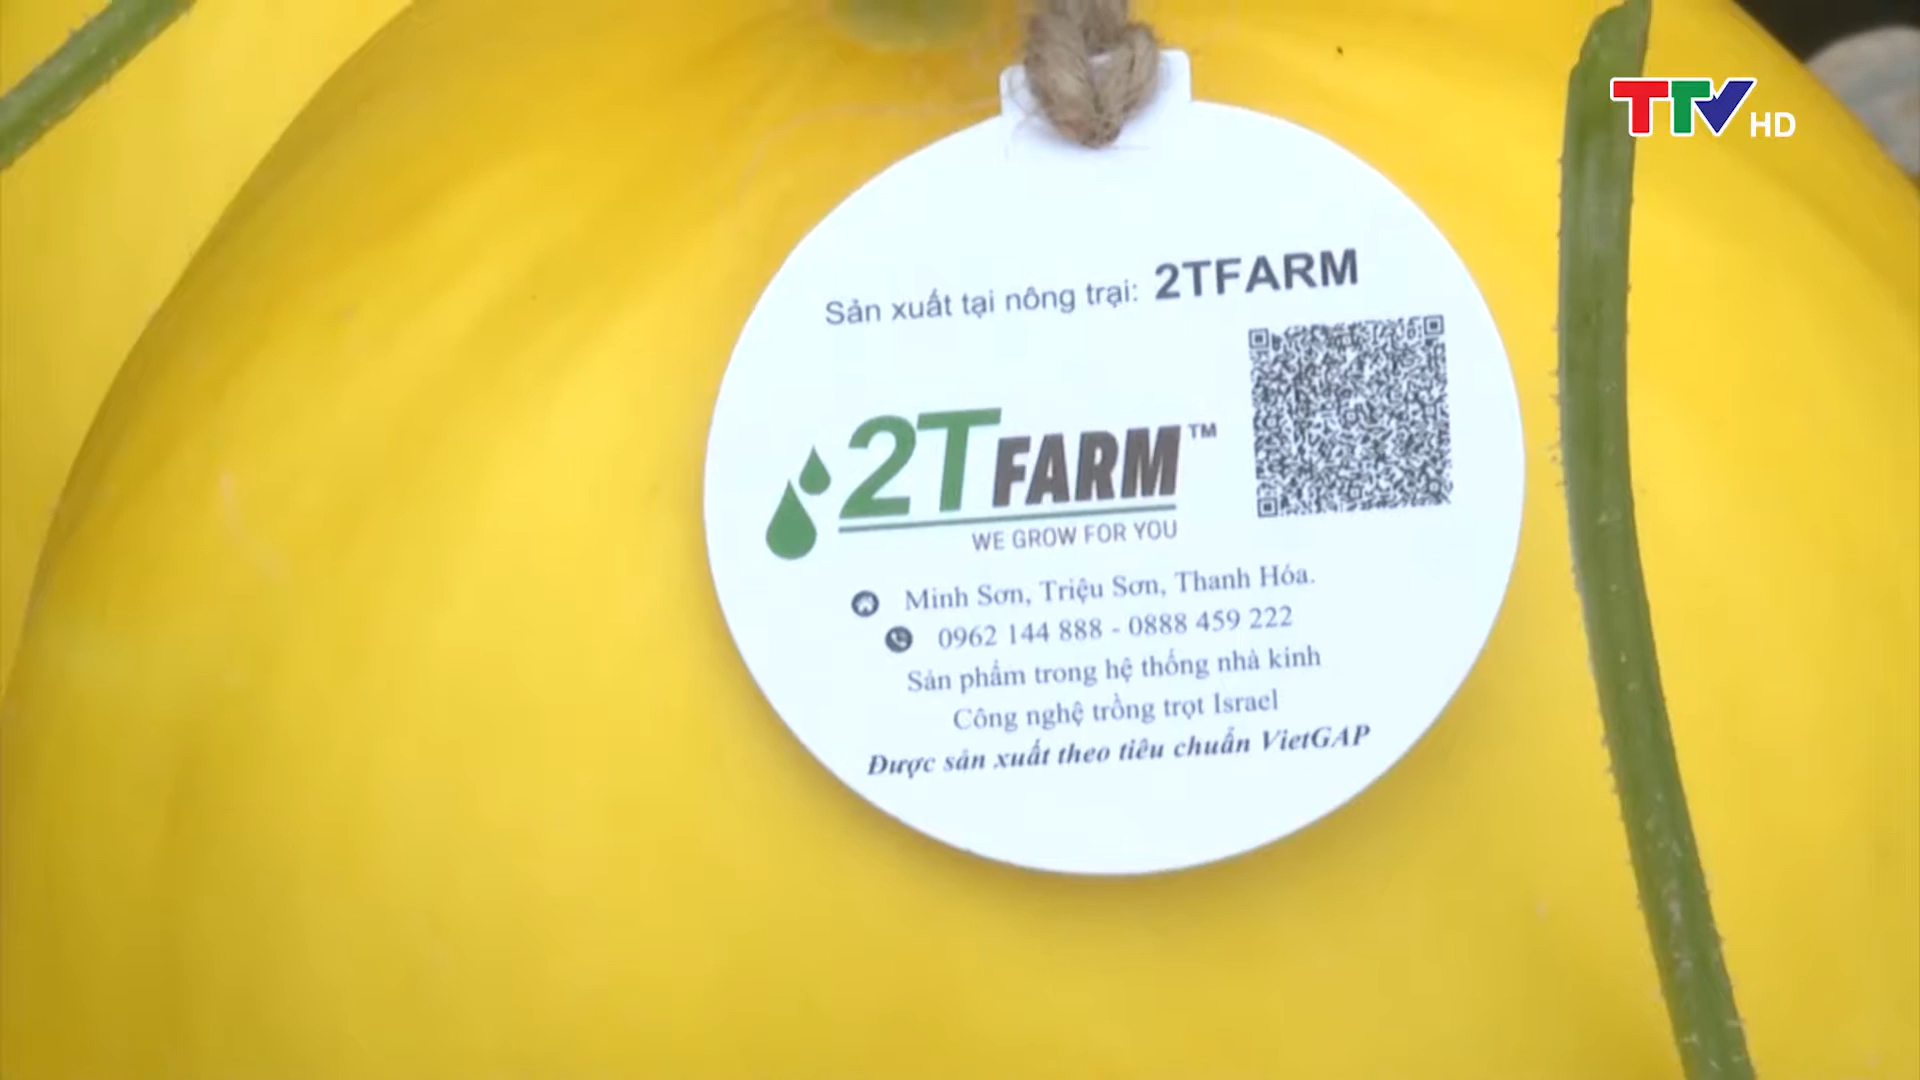 TTV HD
Sản xuất tại nông trại: 2TFARM
2TFARM™
WE GROW FOR YOU
Minh Sơn, Triệu Sơn, Thanh Hóa.
0962 144 888 - 0888 459 222
Sản phẩm trong hệ thống nhà kính
Công nghệ trồng trọt Israel
Được sản xuất theo tiêu chuẩn VietGAP